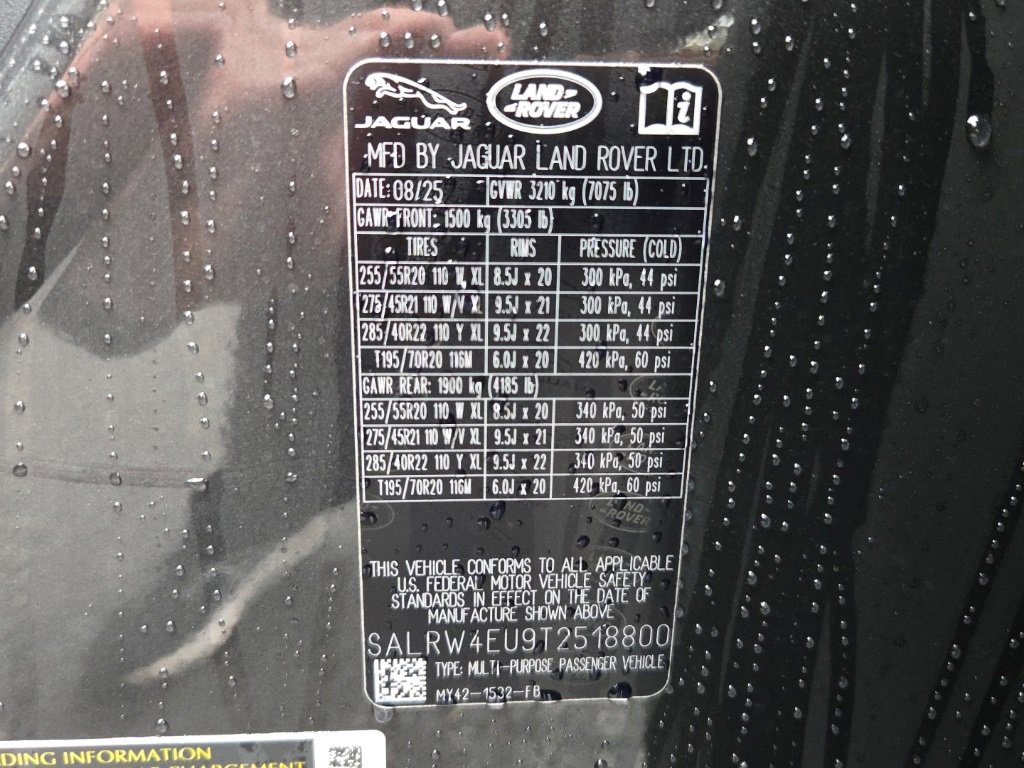 JAGUAR
LAND
ROVER
MFD BY JAGUAR LAND ROVER LTD.
DATE: 08/25 GVWR 3210 kg (7075 lb)
GAWR FRONT: 1500 kg (3305 lb)
TIRES RIMS PRESSURE (COLD)
255/55R20 110 W XL 8.5J x 20 300 kPa, 44 psi
275/45R21 110 W/V XL 9.5J x 21 300 kPa, 44 psi
285/40R22 110 Y XL 9.5J x 22 300 kPa, 44 psi
T195/70R20 116M 6.0J x 20 420 kPa, 60 psi
GAWR REAR: 1900 kg (4185 lb)
255/55R20 110 W XL 8.5J x 20 340 kPa, 50 psi
275/45R21 110 W/V XL 9.5J x 21 340 kPa, 50 psi
285/40R22 110 Y XL 9.5J x 22 340 kPa, 50 psi
T195/70R20 116M 6.0J x 20 420 kPa, 60 psi
LAND
ROVER
THIS VEHICLE CONFORMS TO ALL APPLICABLE
U.S. FEDERAL MOTOR VEHICLE SAFETY
STANDARDS IN EFFECT ON THE DATE OF
MANUFACTURE SHOWN ABOVE
SALRW4EU9T2518800
TYPE: MULTI-PURPOSE PASSENGER VEHICLE
MY42-1532-FB
DING INFORMATION
CHARGEMENT